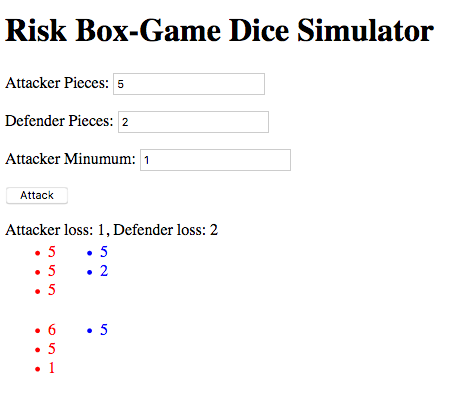 Risk Box-Game Dice Simulator
Attacker Pieces: 5
Defender Pieces: 2
Attacker Minumum: 1
Attack
Attacker loss: 1, Defender loss: 2
• 5 • 5
• 5 • 2
• 5
• 6 • 5
• 5
• 1